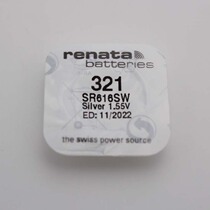 renata
batteries
321
SR616SW
Silver 1.55V
ED: 11/2022
the swiss power source